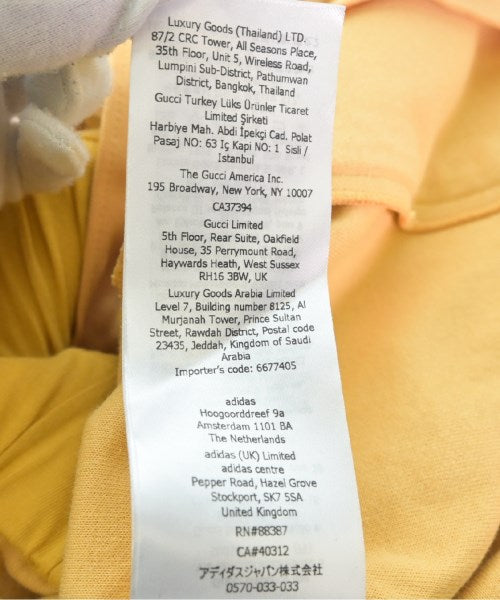 Luxury Goods (Thailand) LTD.
87/2 CRC Tower, All Seasons Place,
35th Floor, Unit 5, Wireless Road,
Lumpini Sub-District, Pathumwan
District, Bangkok, Thailand
Gucci Turkey Lüks Ürünler Ticaret
Limited Şirketi
Harbiye Mah. Abdi İpekçi Cad. Polat
Pasaj NO: 63 Iç Kapi NO: 1 Sisli /
Istanbul
The Gucci America Inc.
195 Broadway, New York, NY 10007
CA37394
Gucci Limited
5th Floor, Rear Suite, Oakfield
House, 35 Perrymount Road,
Haywards Heath, West Sussex
RH16 3BW, UK
Luxury Goods Arabia Limited
Level 7, Building number 8125, Al
Murjanah Tower, Prince Sultan
Street, Rawdah District, Postal code
23435, Jeddah, Kingdom of Saudi
Arabia
Importer's code: 6677405
adidas
Hoogoorddreef 9a
Amsterdam 1101 BA
The Netherlands
adidas (UK) Limited
adidas centre
Pepper Road, Hazel Grove
Stockport, SK7 5SA
United Kingdom
RN#88387
CA#40312
アディダスジャパン株式会社
0570-033-033